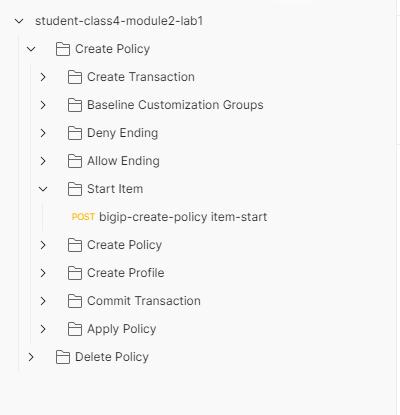 student-class4-module2-lab1
Create Policy
Create Transaction
Baseline Customization Groups
Deny Ending
Allow Ending
Start Item
POST bigip-create-policy item-start
Create Policy
Create Profile
Commit Transaction
Apply Policy
Delete Policy